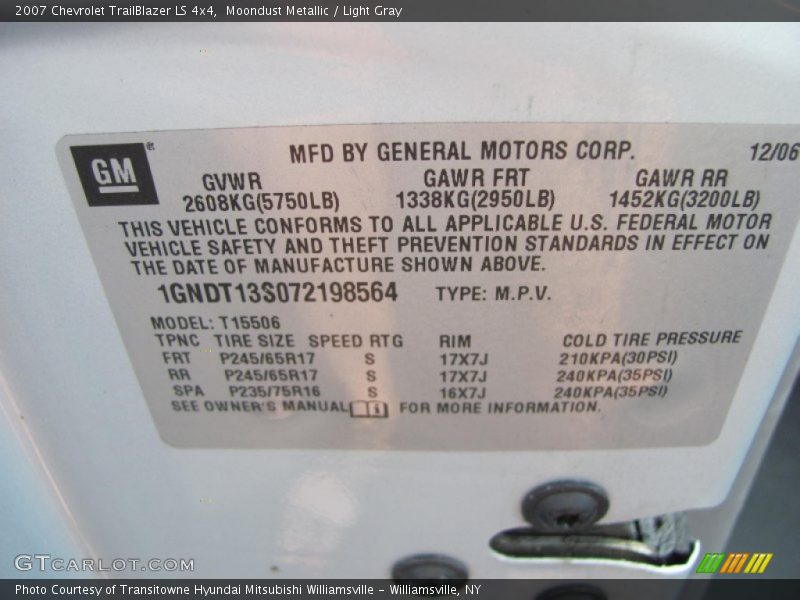 2007 Chevrolet TrailBlazer LS 4x4, Moondust Metallic / Light Gray
GM®
MFD BY GENERAL MOTORS CORP. 12/06
GVWR GAWR FRT GAWR RR
2608KG(5750LB) 1338KG(2950LB) 1452KG(3200LB)
THIS VEHICLE CONFORMS TO ALL APPLICABLE U.S. FEDERAL MOTOR
VEHICLE SAFETY AND THEFT PREVENTION STANDARDS IN EFFECT ON
THE DATE OF MANUFACTURE SHOWN ABOVE.
1GNDT13S072198564 TYPE: M.P.V.
MODEL: T15506
TPNC TIRE SIZE SPEED RTG RIM COLD TIRE PRESSURE
FRT P245/65R17 S 17X7J 210KPA(30PSI)
RR P245/65R17 S 17X7J 240KPA(35PSI)
SPA P235/75R16 S 16X7J 240KPA(35PSI)
SEE OWNER'S MANUAL FOR MORE INFORMATION.
GTCARLOT.COM
Photo Courtesy of Transitowne Hyundai Mitsubishi Williamsville – Williamsville, NY